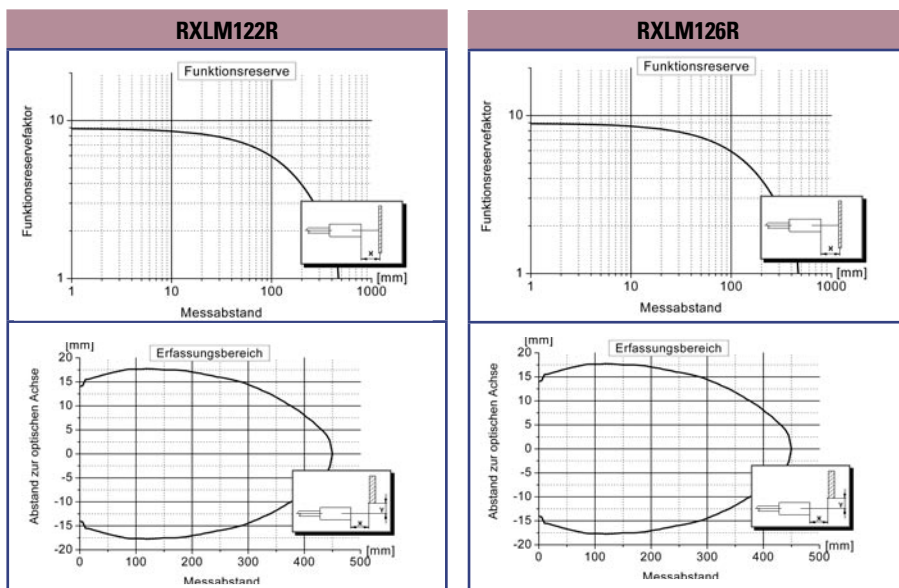 RXLM122R
Funktionsreserve
Funktionsreservefaktor
10
1
1
10
100
1000
[mm]
X
Messabstand
[mm]
Erfassungsbereich
Abstand zur optischen Achse
20
15
10
5
0
-5
-10
-15
-20
0
100
200
300
400
500
[mm]
X
Y
Messabstand
RXLM126R
Funktionsreserve
Funktionsreservefaktor
10
1
1
10
100
1000
[mm]
X
Messabstand
[mm]
Erfassungsbereich
Abstand zur optischen Achse
20
15
10
5
0
-5
-10
-15
-20
0
100
200
300
400
500
[mm]
X
Y
Messabstand